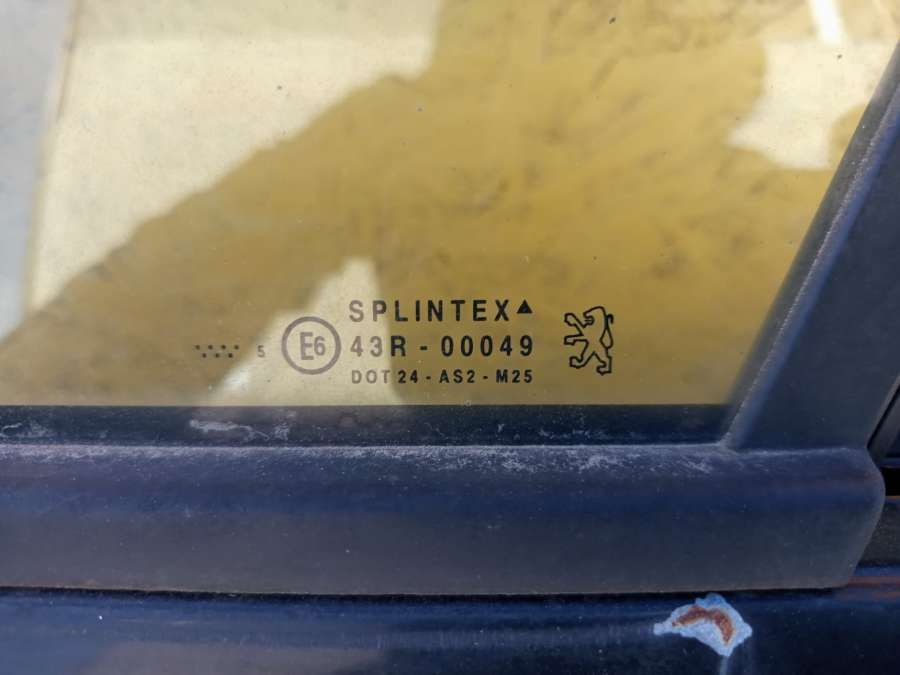 SPLINTEX
5 E6 43R - 00049
DOT 24 - AS2 - M25